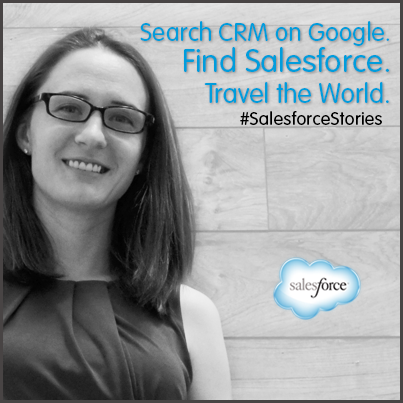 Search CRM on Google.
Find Salesforce.
Travel the World.
#SalesforceStories
salesforce